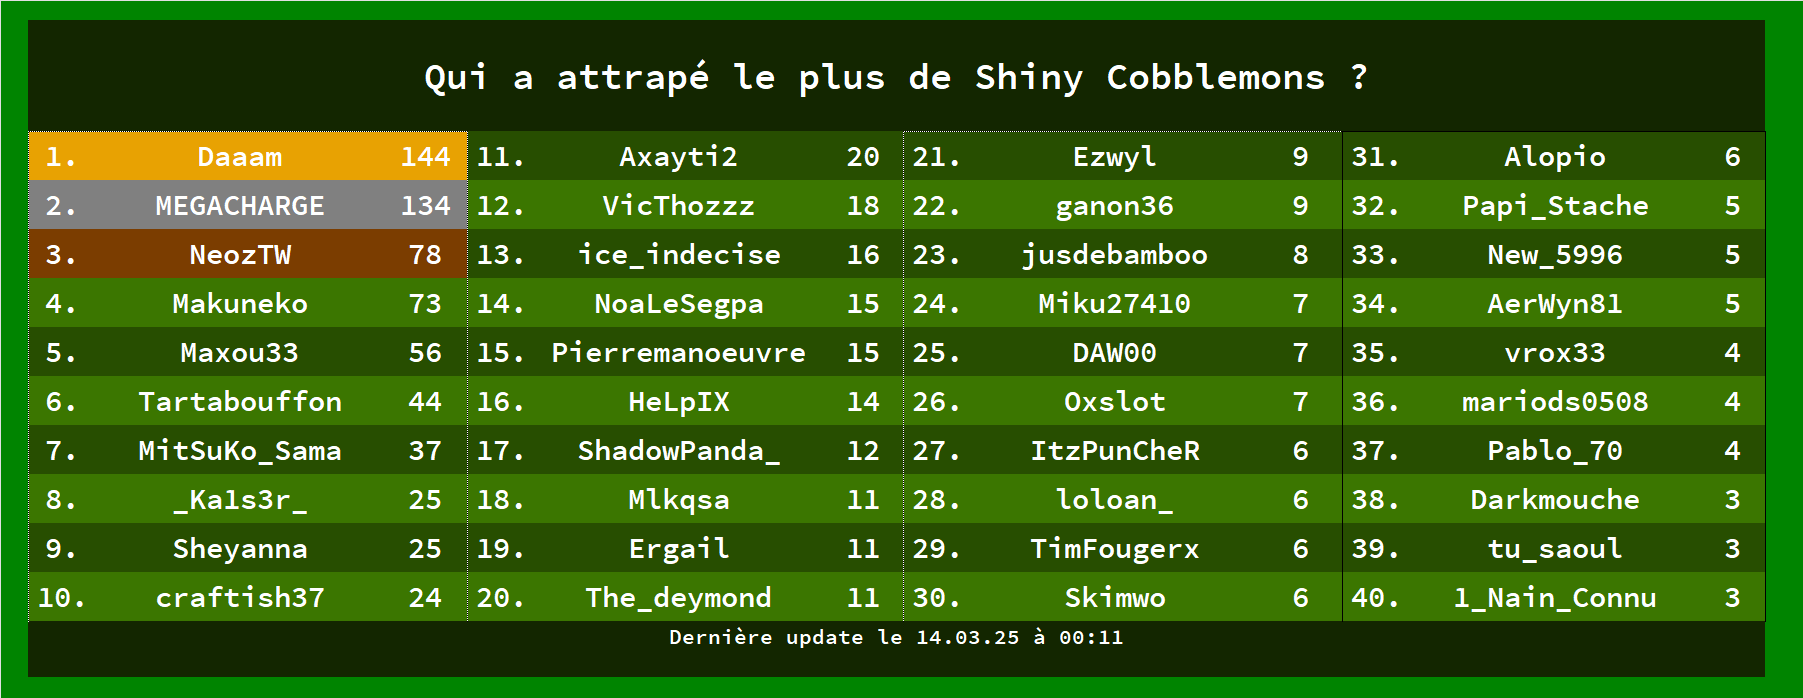 Qui a attrapé le plus de Shiny Cobblemons ?
1. Daaam 144
2. MEGACHARGE 134
3. NeozTW 78
4. Makuneko 73
5. Maxou33 56
6. Tartabouffon 44
7. MitSuKo_Sama 37
8. _Ka1s3r_ 25
9. Sheyanna 25
10. craftish37 24
11. Axayti2 20
12. VicThozzz 18
13. ice_indecise 16
14. NoaLeSegpa 15
15. Pierremanoeuvre 15
16. HeLpIX 14
17. ShadowPanda_ 12
18. Mlkqsa 11
19. Ergail 11
20. The_deymond 11
21. Ezwyl 9
22. ganon36 9
23. jusdebamboo 8
24. Miku27410 7
25. DAW00 7
26. Oxslot 7
27. ItzPunCheR 6
28. loloan_ 6
29. TimFougerx 6
30. Skimwo 6
31. Alopio 6
32. Papi_Stache 5
33. New_5996 5
34. AerWyn81 5
35. vrox33 4
36. mariods0508 4
37. Pablo_70 4
38. Darkmouche 3
39. tu_saoul 3
40. 1_Nain_Connu 3
Dernière update le 14.03.25 à 00:11